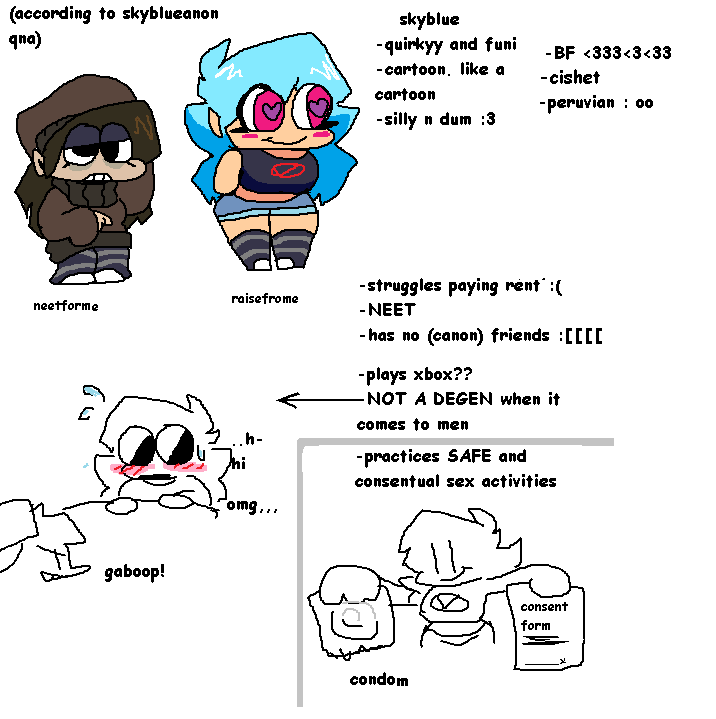 (according to skyblueanon
qna)
skyblue
-quirkyy and funi
-cartoon. like a
cartoon
-silly n dum :3
-BF <333<3<33
-cishet
-peruvian : oo
N
neetforme
raisefrome
-struggles paying rent´:(
-NEET
-has no (canon) friends :[[[[
-plays xbox??
-NOT A DEGEN when it
comes to men
-practices SAFE and
consentual sex activities
..h-
hi
omg,,,
gaboop!
consent
form
x
condom